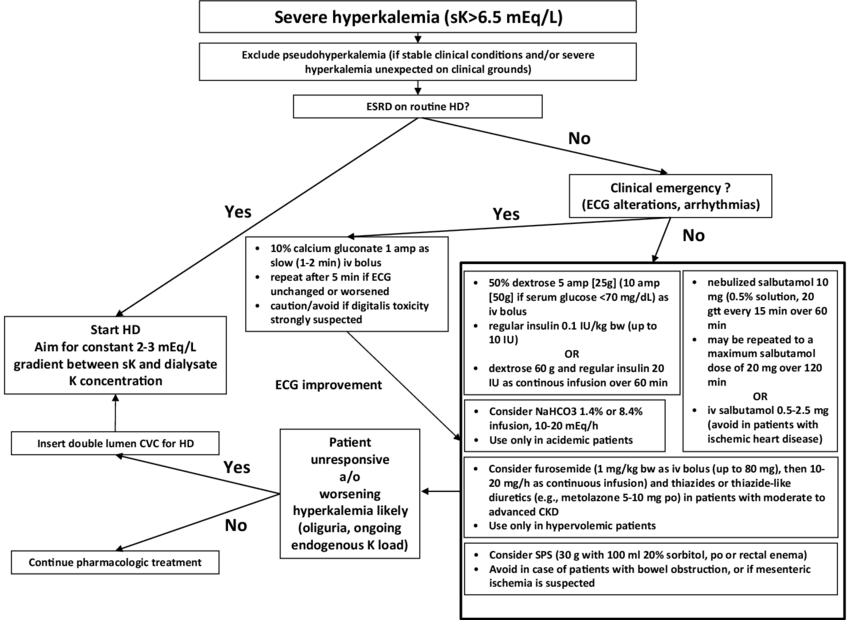 Severe hyperkalemia (sK>6.5 mEq/L)
Exclude pseudohyperkalemia (if stable clinical conditions and/or severe
hyperkalemia unexpected on clinical grounds)
ESRD on routine HD?
No
Yes
Clinical emergency ?
(ECG alterations, arrhythmias)
Yes
No
• 10% calcium gluconate 1 amp as
slow (1-2 min) iv bolus
• repeat after 5 min if ECG
unchanged or worsened
• caution/avoid if digitalis toxicity
strongly suspected
ECG improvement
• 50% dextrose 5 amp [25g] (10 amp
[50g] if serum glucose <70 mg/dL) as
iv bolus
• regular insulin 0.1 IU/kg bw (up to
10 IU)
OR
• dextrose 60 g and regular insulin 20
IU as continous infusion over 60 min
• nebulized salbutamol 10
mg (0.5% solution, 20
gtt every 15 min over 60
min
• may be repeated to a
maximum salbutamol
dose of 20 mg over 120
min
OR
• iv salbutamol 0.5-2.5 mg
(avoid in patients with
ischemic heart disease)
• Consider NaHCO3 1.4% or 8.4%
infusion, 10-20 mEq/h
• Use only in acidemic patients
• Consider furosemide (1 mg/kg bw as iv bolus (up to 80 mg), then 10-
20 mg/h as continuous infusion) and thiazides or thiazide-like
diuretics (e.g., metolazone 5-10 mg po) in patients with moderate to
advanced CKD
• Use only in hypervolemic patients
• Consider SPS (30 g with 100 ml 20% sorbitol, po or rectal enema)
• Avoid in case of patients with bowel obstruction, or if mesenteric
ischemia is suspected
Patient
unresponsive
a/o
worsening
hyperkalemia likely
(oliguria, ongoing
endogenous K load)
Yes
No
Start HD
Aim for constant 2-3 mEq/L
gradient between sK and dialysate
K concentration
Insert double lumen CVC for HD
Continue pharmacologic treatment